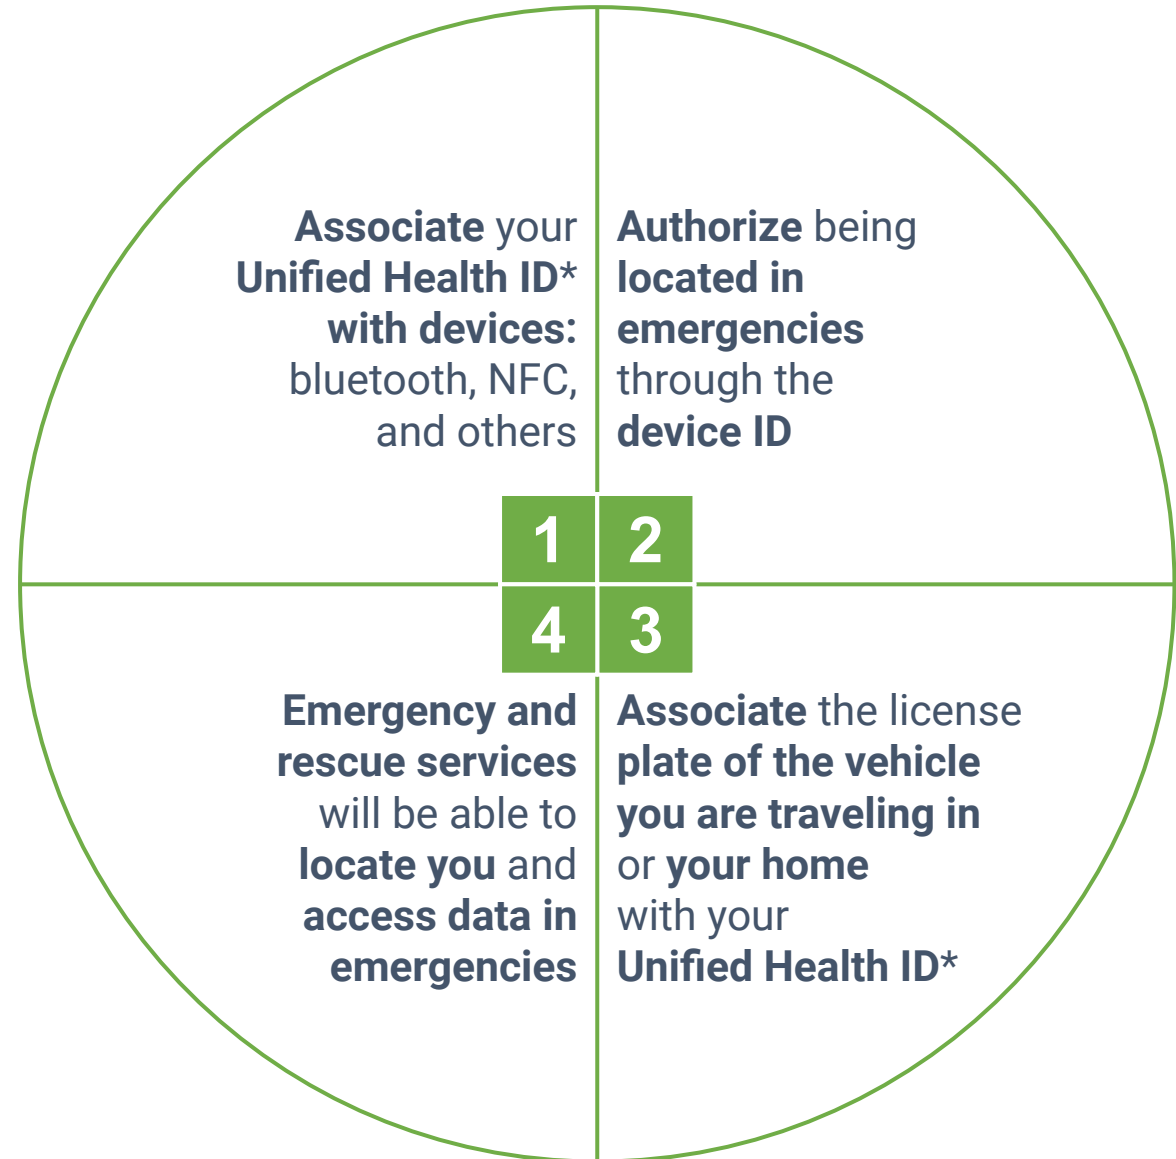 Associate your
Unified Health ID*
with devices:
bluetooth, NFC,
and others
Authorize being
located in
emergencies
through the
device ID
1 2
4 3
Emergency and
rescue services
will be able to
locate you and
access data in
emergencies
Associate the license
plate of the vehicle
you are traveling in
or your home
with your
Unified Health ID*